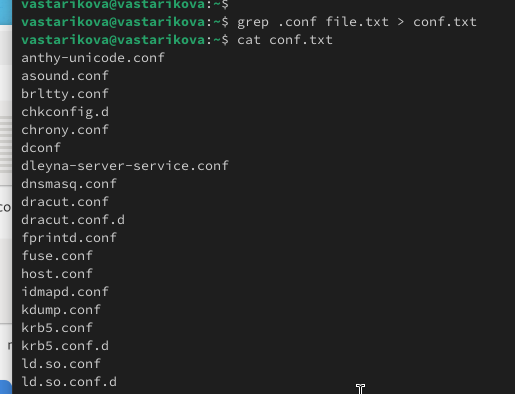 vastarikova@vastarikova:~$
vastarikova@vastarikova:~$ grep .conf file.txt > conf.txt
vastarikova@vastarikova:~$ cat conf.txt
anthy-unicode.conf
asound.conf
brltty.conf
chkconfig.d
chrony.conf
dconf
dleyna-server-service.conf
dnsmasq.conf
dracut.conf
dracut.conf.d
fprintd.conf
fuse.conf
host.conf
idmapd.conf
kdump.conf
krb5.conf
krb5.conf.d
ld.so.conf
ld.so.conf.d